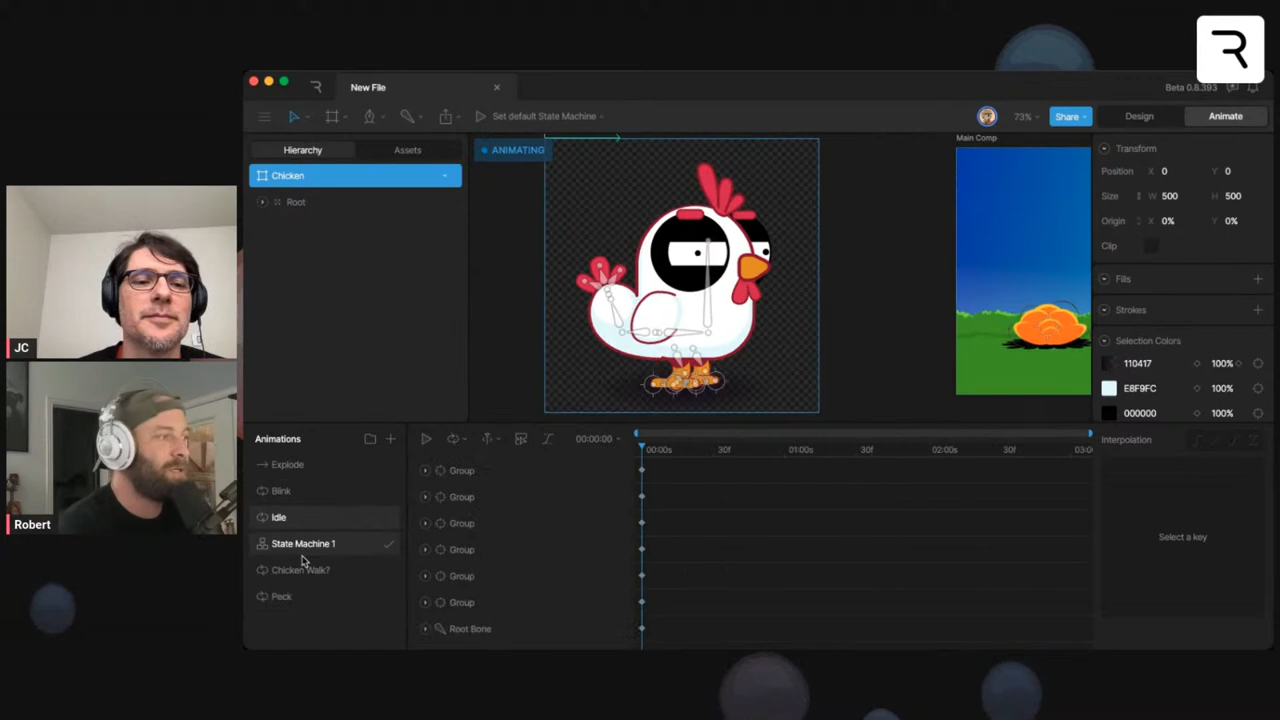 New File
Beta 0.8.393
Set default State Machine
73%
Share
Design
Animate
Hierarchy
Assets
Chicken
Root
ANIMATING
Main Comp
Transform
Position
X
0
Y
0
Size
W
500
H
500
Origin
X
0%
Y
0%
Clip
Fills
Strokes
Selection Colors
110417
100%
E8F9FC
100%
000000
100%
JC
Robert
Animations
Explode
Blink
Idle
State Machine 1
Chicken Walk?
Peck
00:00:00
00:00s
30f
01:00s
30f
02:00s
30f
03:0
Group
Group
Group
Group
Group
Group
Root Bone
Interpolation
Select a key